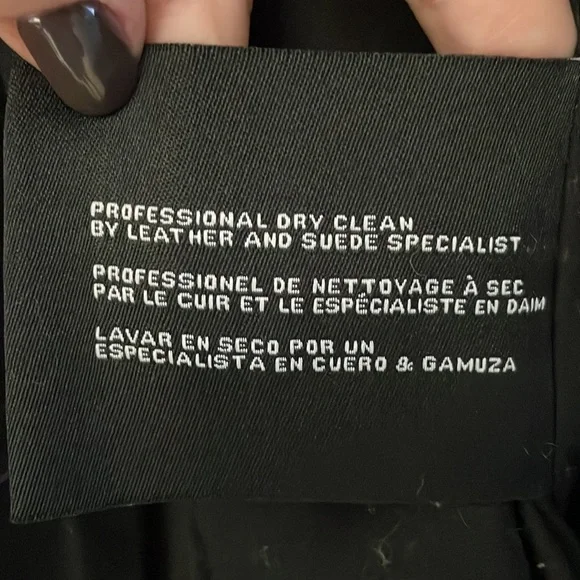 PROFESSIONAL DRY CLEAN
BY LEATHER AND SUEDE SPECIALIST
PROFESSIONEL DE NETTOYAGE À SEC
PAR LE CUIR ET LE ESPÉCIALISTE EN DAIM
LAVAR EN SECO POR UN
ESPECIALISTA EN CUERO & GAMUZA